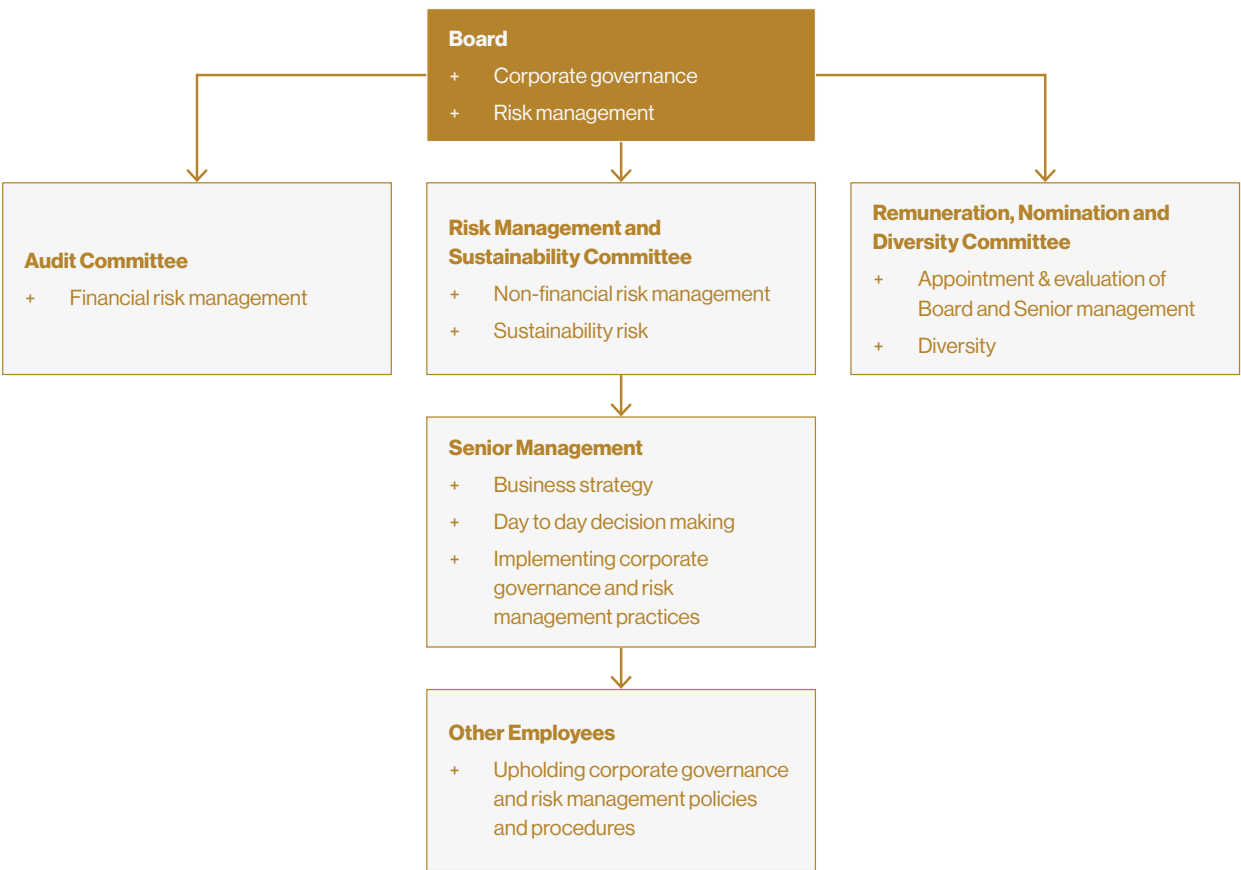 Board
+ Corporate governance
+ Risk management
Audit Committee
+ Financial risk management
Risk Management and
Sustainability Committee
+ Non-financial risk management
+ Sustainability risk
Remuneration, Nomination and
Diversity Committee
+ Appointment & evaluation of
Board and Senior management
+ Diversity
Senior Management
+ Business strategy
+ Day to day decision making
+ Implementing corporate
governance and risk
management practices
Other Employees
+ Upholding corporate governance
and risk management policies
and procedures